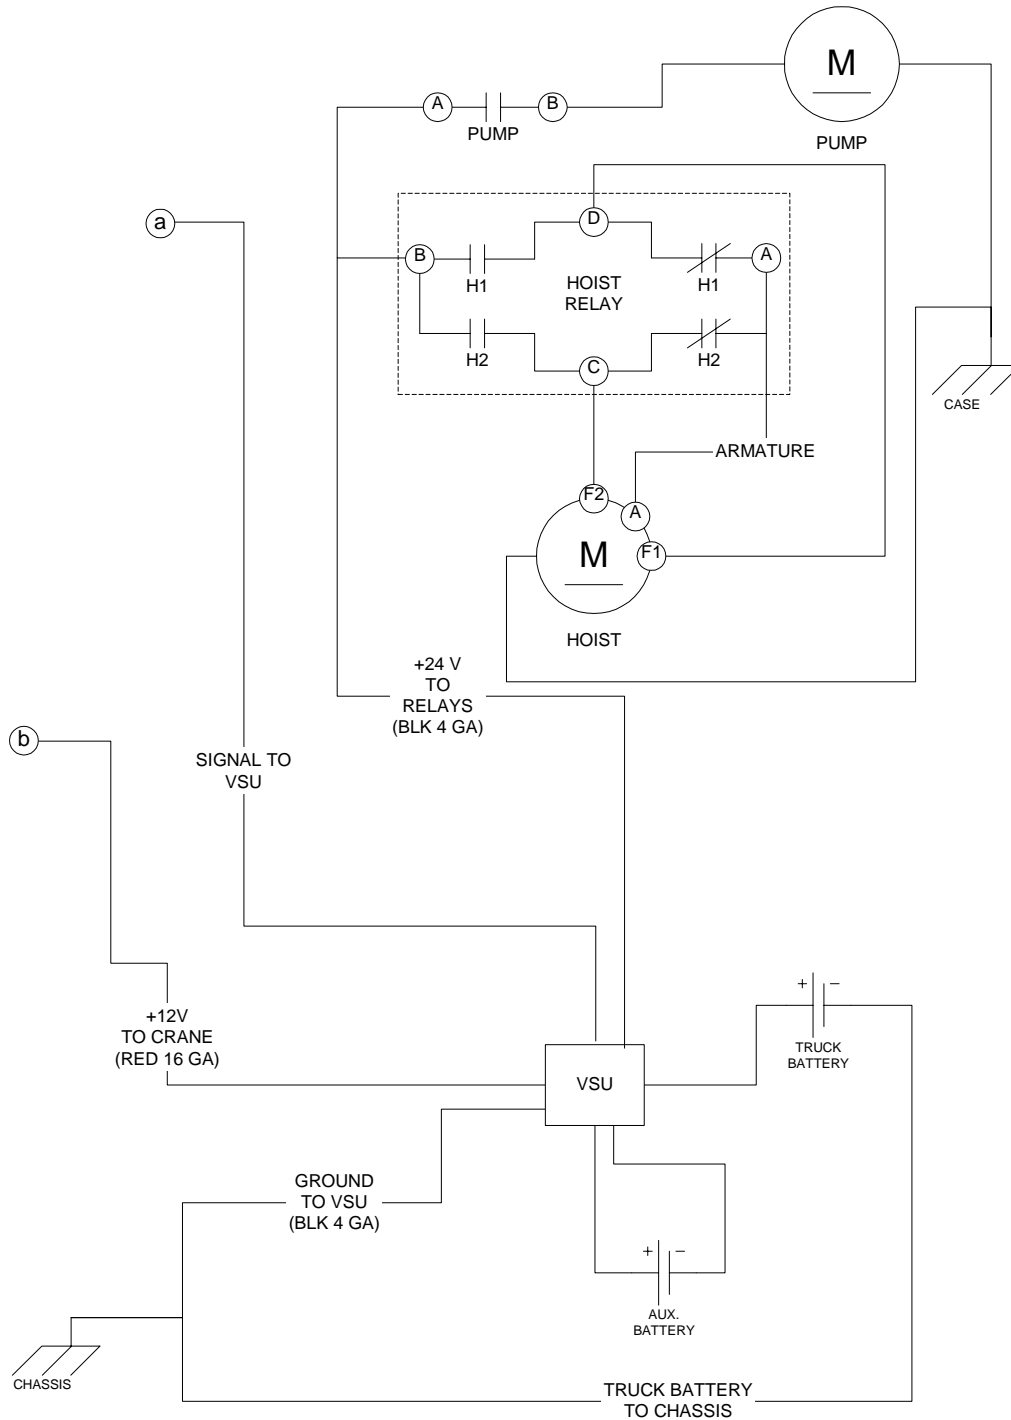 M
A
B
PUMP
PUMP
a
D
B
A
H1
HOIST
RELAY
H1
H2
C
H2
CASE
ARMATURE
F2
A
M
F1
HOIST
+24 V
TO
RELAYS
(BLK 4 GA)
b
SIGNAL TO
VSU
+ –
+12V
TO CRANE
(RED 16 GA)
TRUCK
BATTERY
VSU
GROUND
TO VSU
(BLK 4 GA)
+ –
AUX.
BATTERY
CHASSIS
TRUCK BATTERY
TO CHASSIS